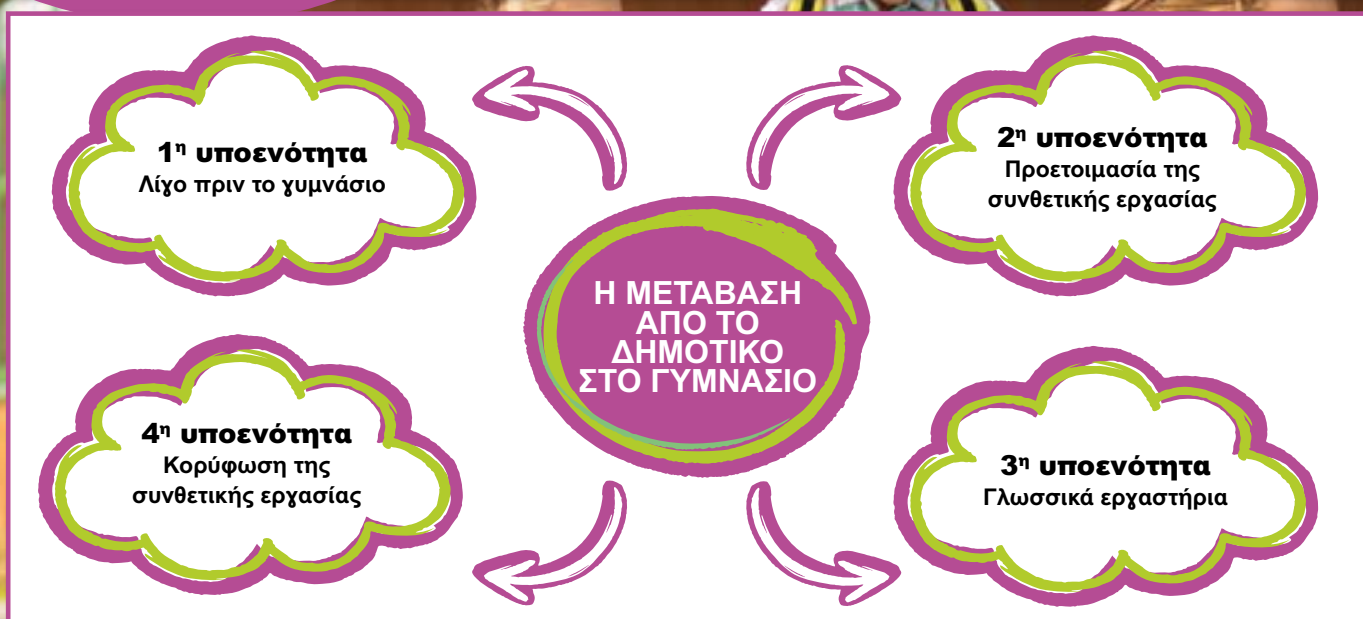 1η υποενότητα
Λίγο πριν το γυμνάσιο
2η υποενότητα
Προετοιμασία της
συνθετικής εργασίας
Η ΜΕΤΑΒΑΣΗ
ΑΠΟ ΤΟ
ΔΗΜΟΤΙΚΟ
ΣΤΟ ΓΥΜΝΑΣΙΟ
4η υποενότητα
Κορύφωση της
συνθετικής εργασίας
3η υποενότητα
Γλωσσικά εργαστήρια